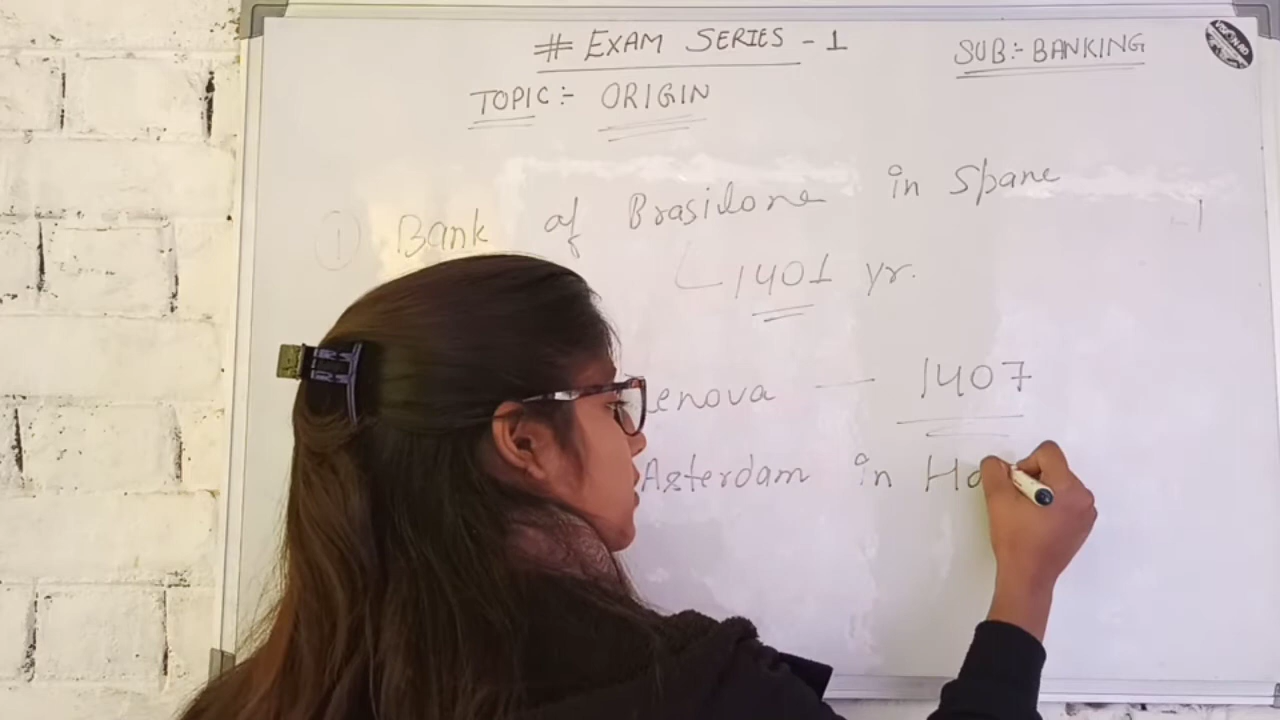 # EXAM SERIES - 1
SUB:- BANKING
TOPIC:- ORIGIN
① Bank of Brasilone in Spane
1401 yr.
enova — 1407
Azterdam in Ho